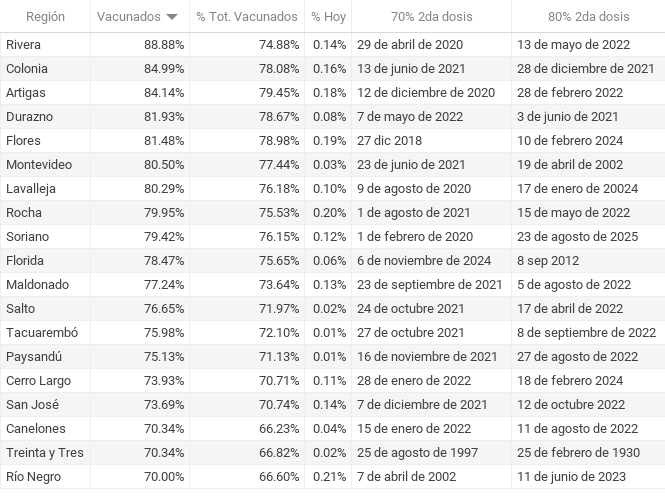 Región Vacunados % Tot. Vacunados % Hoy 70% 2da dosis 80% 2da dosis
Rivera 88.88% 74.88% 0.14% 29 de abril de 2020 13 de mayo de 2022
Colonia 84.99% 78.08% 0.16% 13 de junio de 2021 28 de diciembre de 2021
Artigas 84.14% 79.45% 0.18% 12 de diciembre de 2020 28 de febrero 2022
Durazno 81.93% 78.67% 0.08% 7 de mayo de 2022 3 de junio de 2021
Flores 81.48% 78.98% 0.19% 27 dic 2018 10 de febrero 2024
Montevideo 80.50% 77.44% 0.03% 23 de junio de 2021 19 de abril de 2002
Lavalleja 80.29% 76.18% 0.10% 9 de agosto de 2020 17 de enero de 20024
Rocha 79.95% 75.53% 0.20% 1 de agosto de 2021 15 de mayo de 2022
Soriano 79.42% 76.15% 0.12% 1 de febrero de 2020 23 de agosto de 2025
Florida 78.47% 75.65% 0.06% 6 de noviembre de 2024 8 sep 2012
Maldonado 77.24% 73.64% 0.13% 23 de septiembre de 2021 5 de agosto de 2022
Salto 76.65% 71.97% 0.02% 24 de octubre 2021 17 de abril de 2022
Tacuarembó 75.98% 72.10% 0.01% 27 de octubre 2021 8 de septiembre de 2022
Paysandú 75.13% 71.13% 0.01% 16 de noviembre de 2021 27 de agosto de 2022
Cerro Largo 73.93% 70.71% 0.11% 28 de enero de 2022 18 de febrero 2024
San José 73.69% 70.74% 0.14% 7 de diciembre de 2021 12 de octubre 2022
Canelones 70.34% 66.23% 0.04% 15 de enero de 2022 11 de agosto de 2022
Treinta y Tres 70.34% 66.82% 0.02% 25 de agosto de 1997 25 de febrero de 1930
Río Negro 70.00% 66.60% 0.21% 7 de abril de 2002 11 de junio de 2023